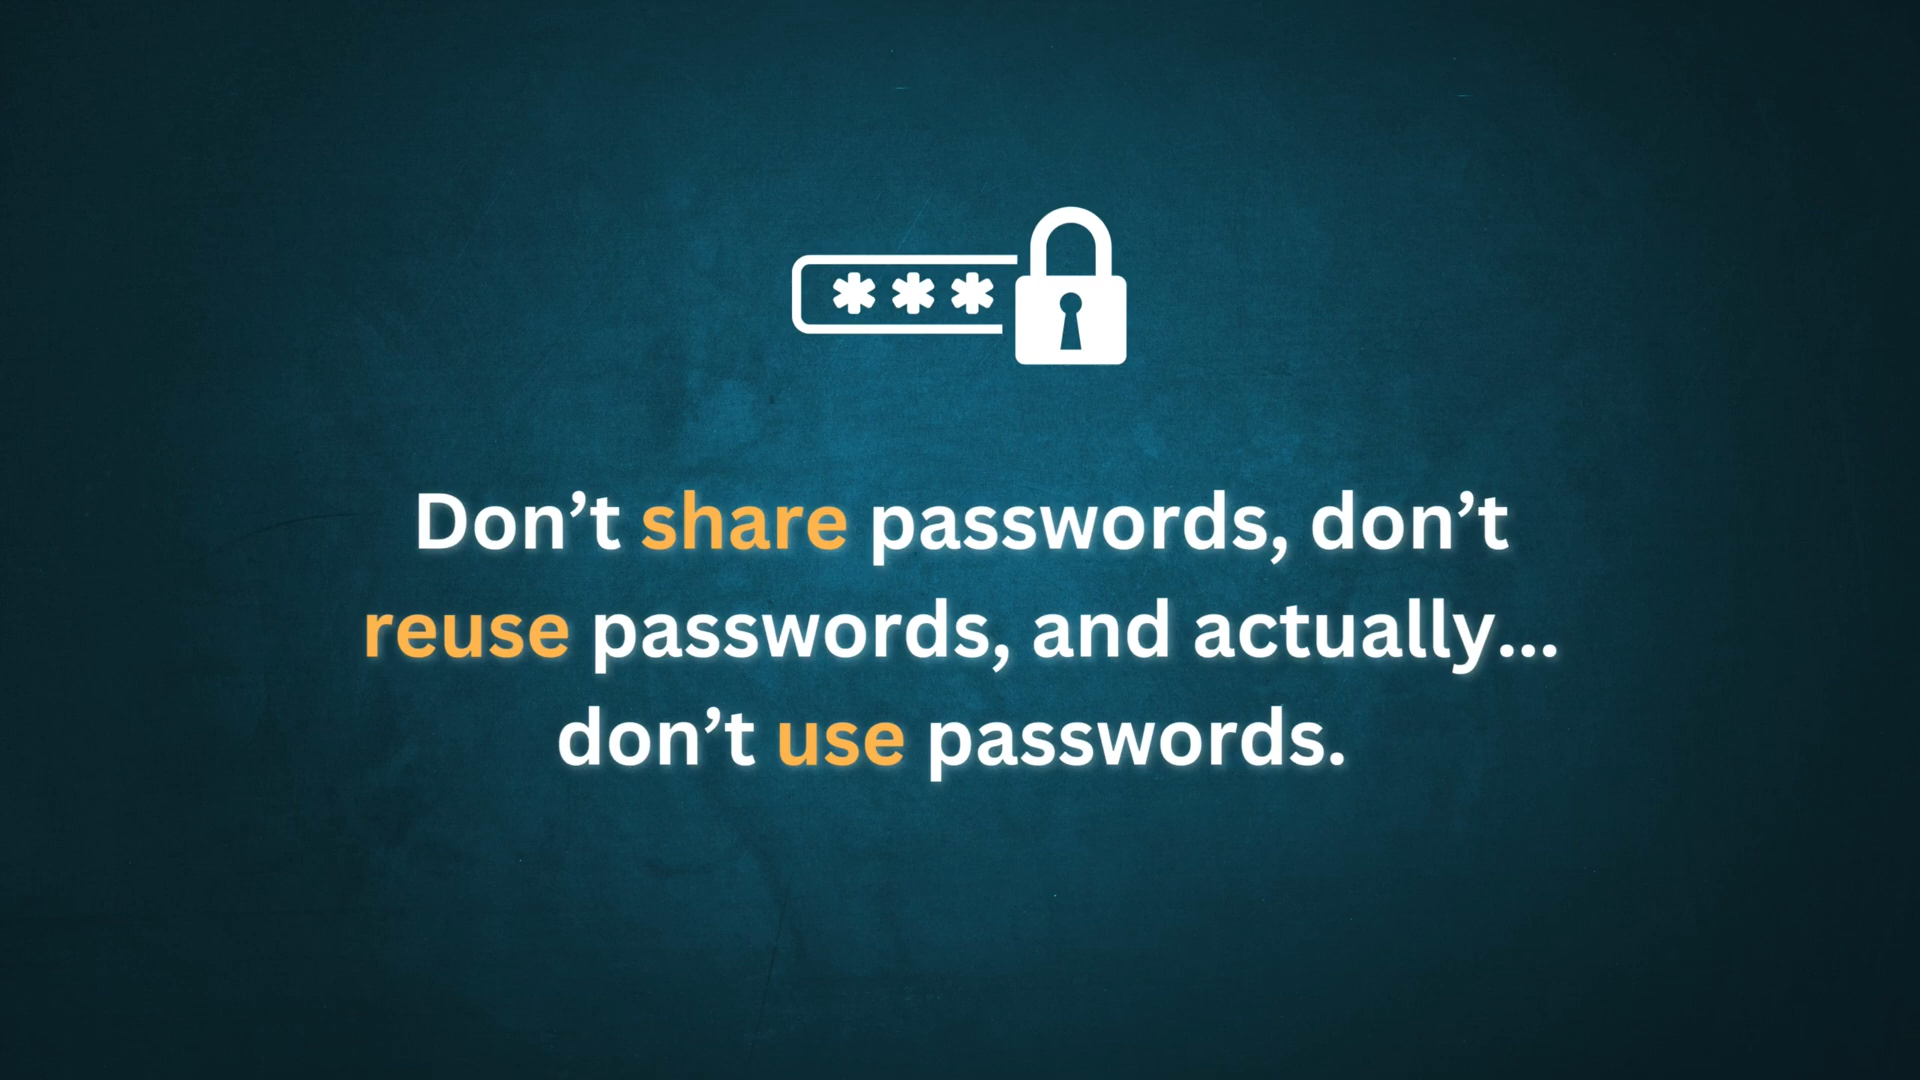 ***
Don’t share passwords, don’t
reuse passwords, and actually...
don’t use passwords.